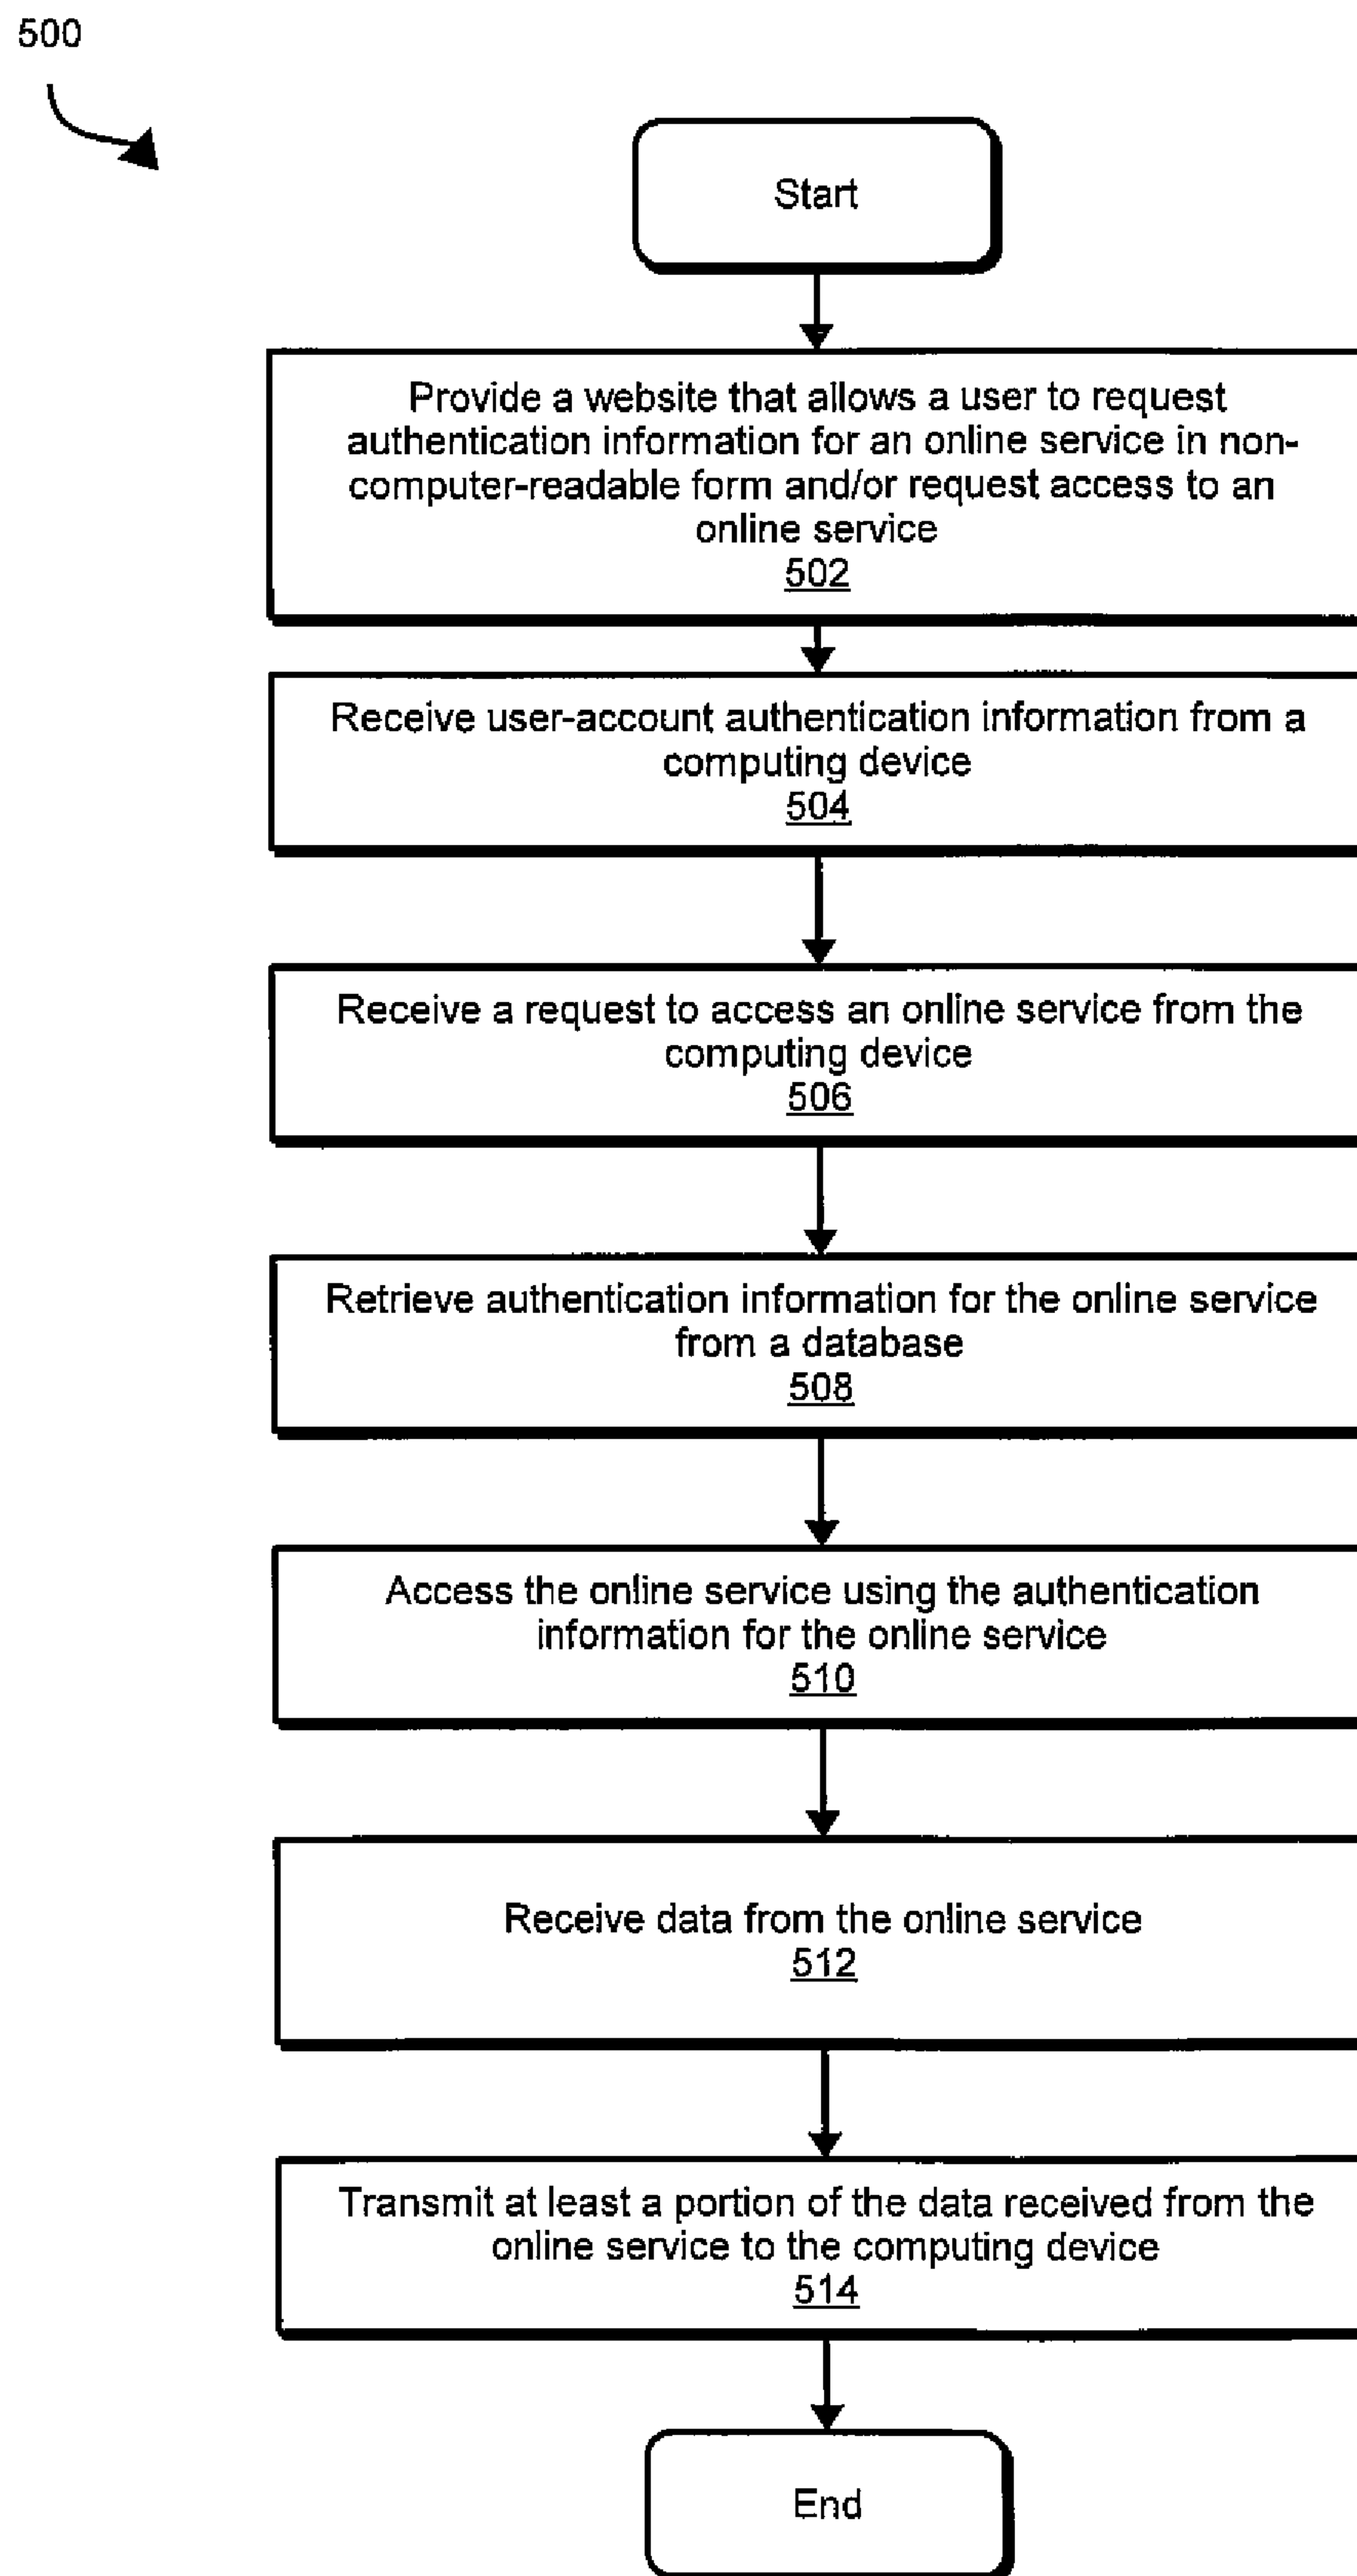 500
Start
Provide a website that allows a user to request
authentication information for an online service in non-
computer-readable form and/or request access to an
online service
502
Receive user-account authentication information from a
computing device
504
Receive a request to access an online service from the
computing device
506
Retrieve authentication information for the online service
from a database
508
Access the online service using the authentication
information for the online service
510
Receive data from the online service
512
Transmit at least a portion of the data received from the
online service to the computing device
514
End